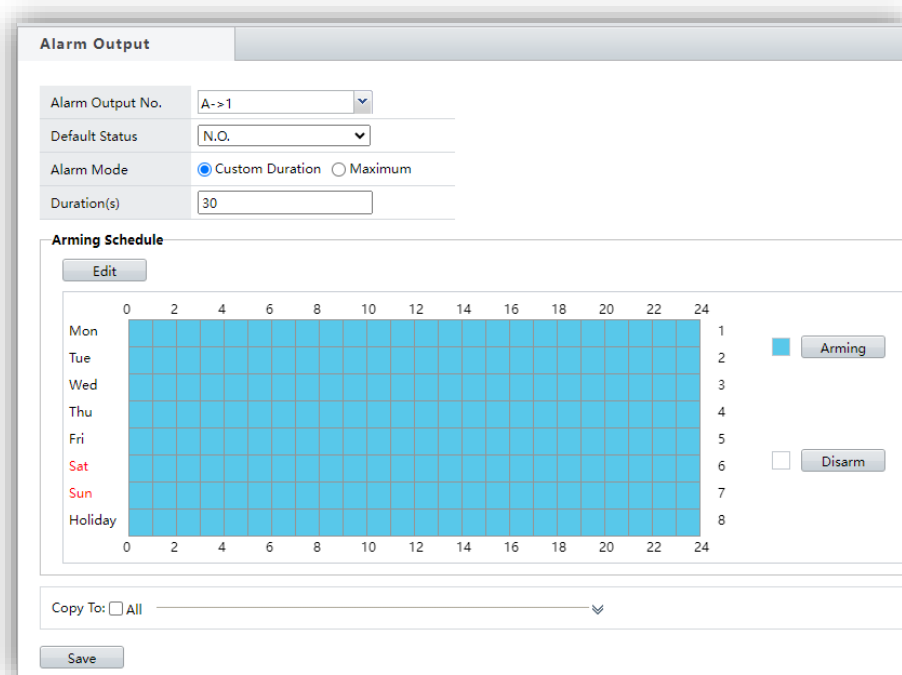 Alarm Output
Alarm Output No. A->1
Default Status N.O.
Alarm Mode Custom Duration Maximum
Duration(s) 30
Arming Schedule
Edit
0 2 4 6 8 10 12 14 16 18 20 22 24
Mon 1
Tue 2
Wed 3
Thu 4
Fri 5
Sat 6
Sun 7
Holiday 8
0 2 4 6 8 10 12 14 16 18 20 22 24
Arming
Disarm
Copy To: All
Save